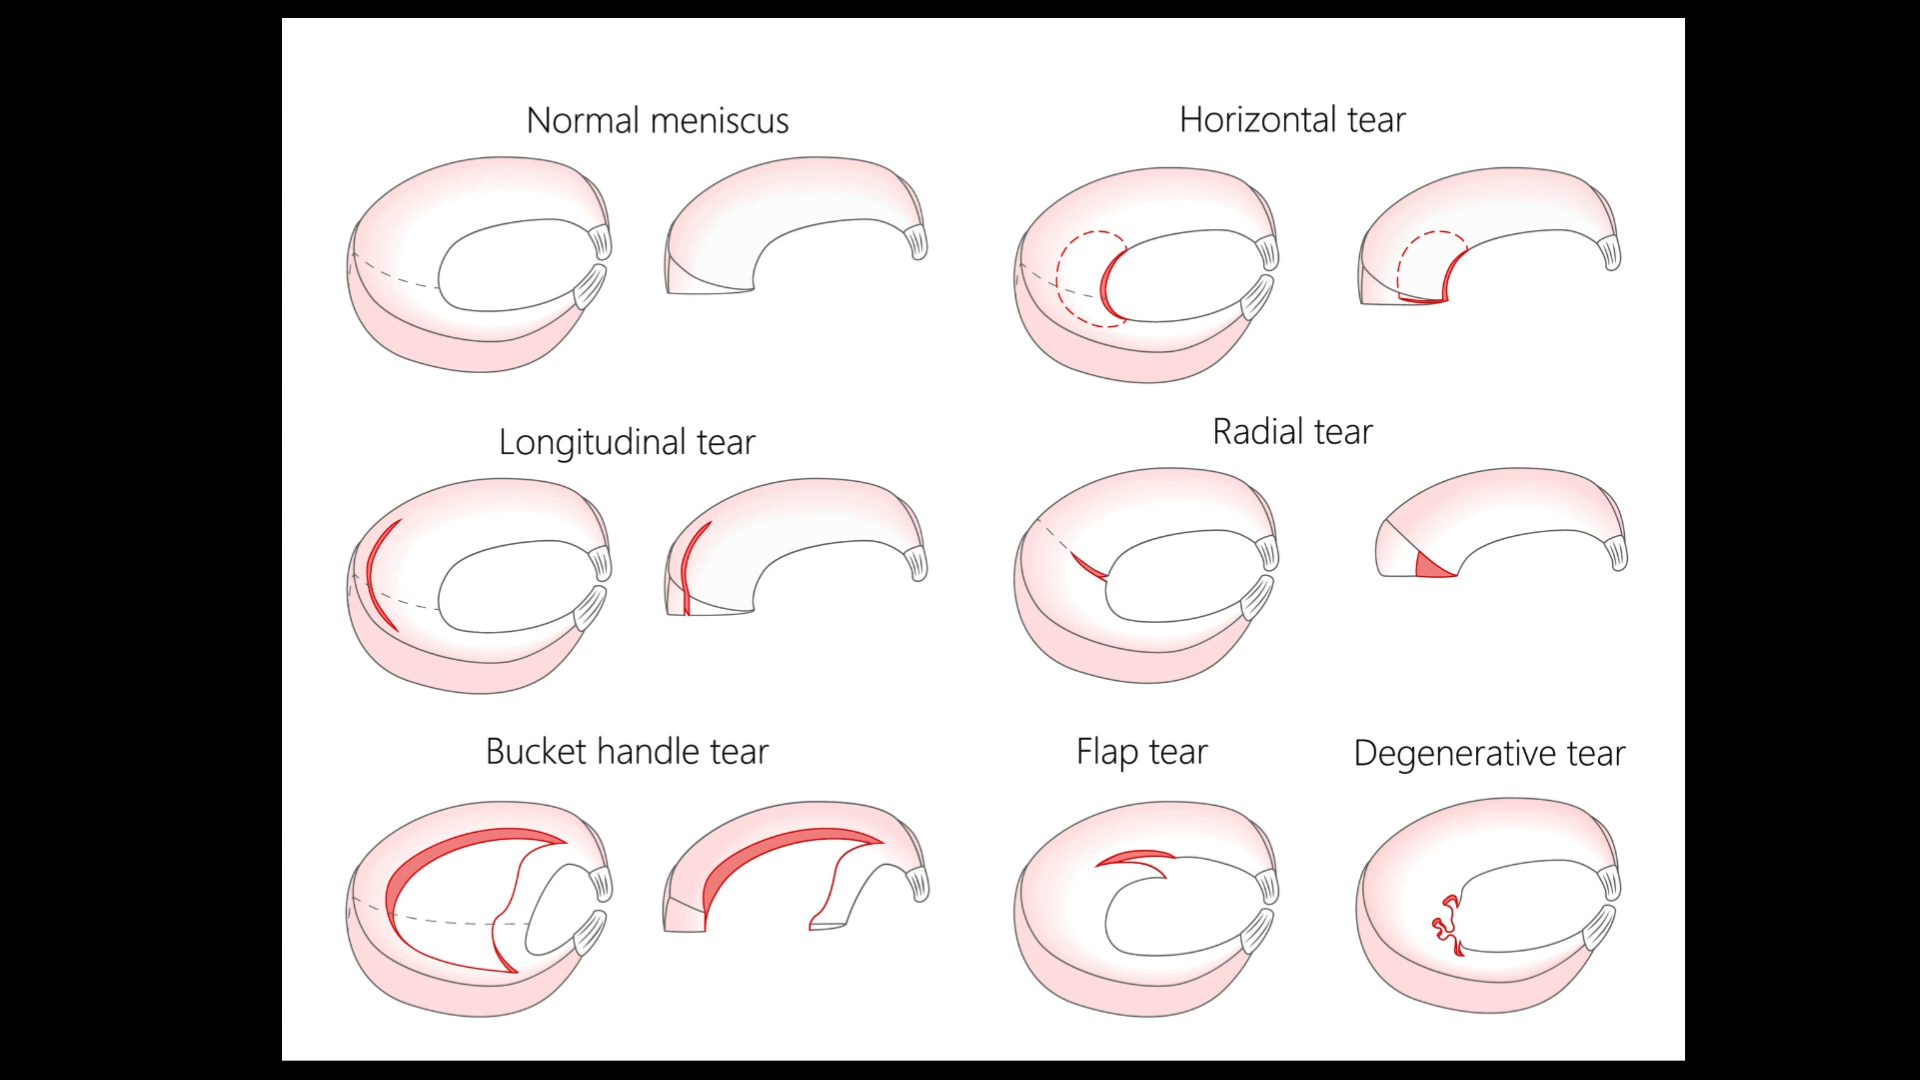 Normal meniscus
Horizontal tear
Longitudinal tear
Radial tear
Bucket handle tear
Flap tear
Degenerative tear